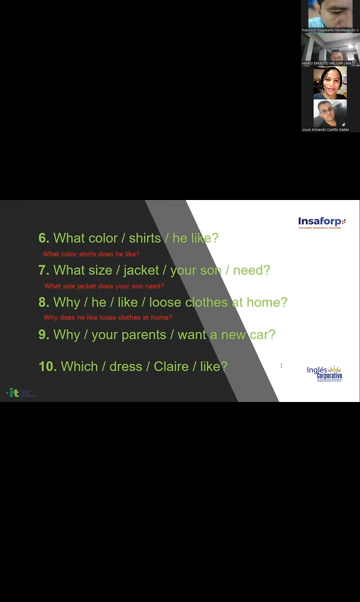 Insaforp
6. What color / shirts / he like?
What color shirts does he like?
7. What size / jacket / your son / need?
What size jacket does your son need?
8. Why / he / like / loose clothes at home?
Why does he like loose clothes at home?
9. Why / your parents / want a new car?
10. Which / dress / Claire / like?
1
Inglés
Corporativo
it